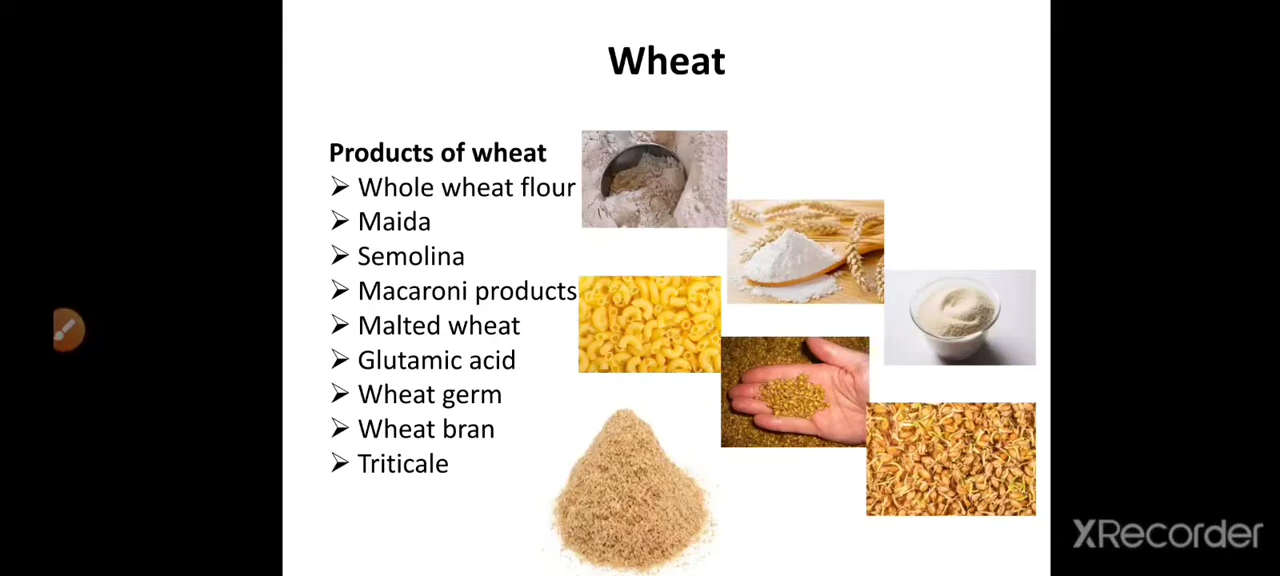 Wheat
Products of wheat
➢ Whole wheat flour
➢ Maida
➢ Semolina
➢ Macaroni products
➢ Malted wheat
➢ Glutamic acid
➢ Wheat germ
➢ Wheat bran
➢ Triticale
XRecorder